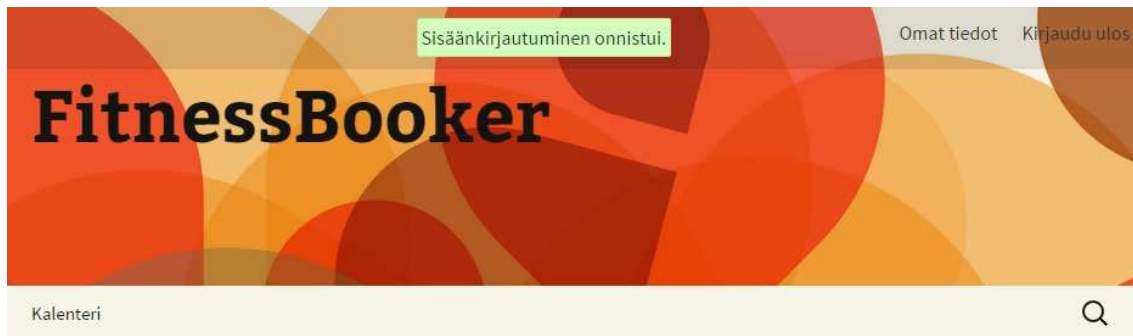 Sisäänkirjautuminen onnistui.
Omat tiedot
Kirjaudu ulos
FitnessBooker
Kalenteri